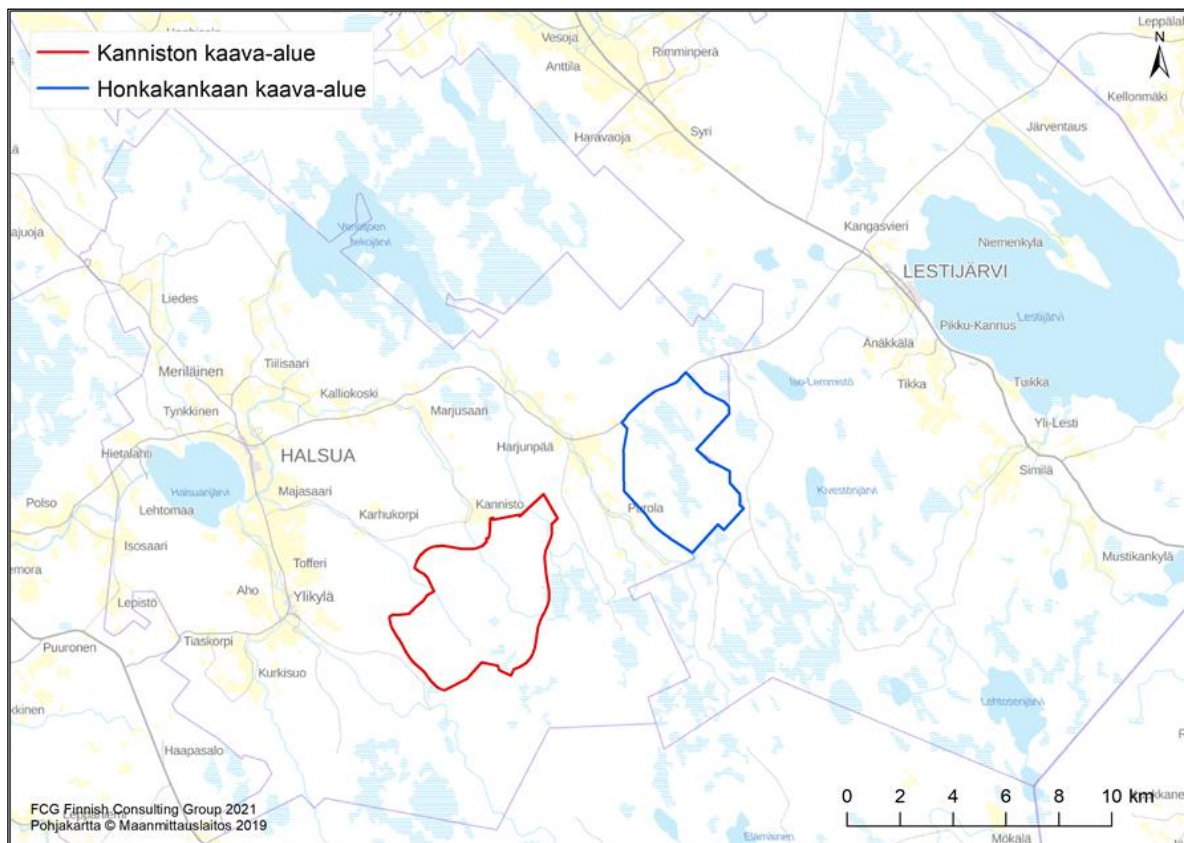 Kanniston kaava-alue
Honkakankaan kaava-alue
N
Vesoja
Rimminperä
Anttila
Kellonmäki
Järventaus
Haravaoja
Syri
Kangasvieri
Niemenkylä
LESTIJÄRVI
Lestijärvi
Pikku-Kannus
Änäkkälä
Liedes
Tiilisaari
Meriläinen
Kalliokoski
Marjusaari
Iso-Lemmistö
Tikka
Tuikka
Tynkkinen
Yli-Lesti
Hietalahti
HALSUA
Harjunpää
Similä
Halsuanjärvi
Majasaari
Kivestönjärvi
Polso
Lehtomaa
Karhukorpi
Kannisto
Purola
Isosaari
Tofferi
Mustikankylä
Lepistö
Aho
Ylikylä
Puuronen
Tiaskorpi
Kurkisuo
Lehtosenjärvi
Haapasalo
Mökälä
0 2 4 6 8 10 km
FCG Finnish Consulting Group 2021
Pohjakartta © Maanmittauslaitos 2019